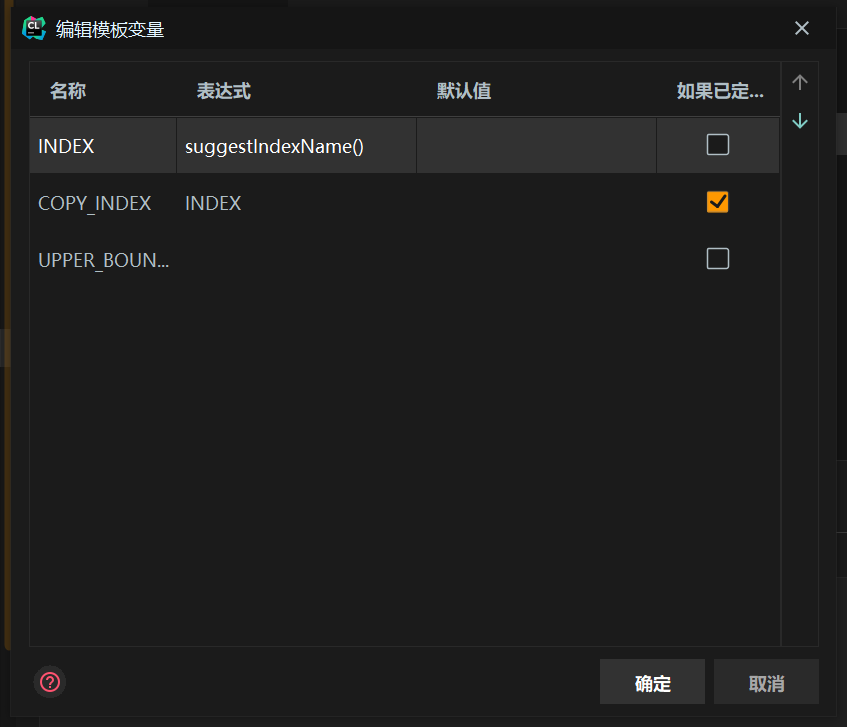 CL
编辑模板变量
名称 表达式 默认值 如果已定...
INDEX suggestIndexName()
COPY_INDEX INDEX
UPPER_BOUN...
确定 取消